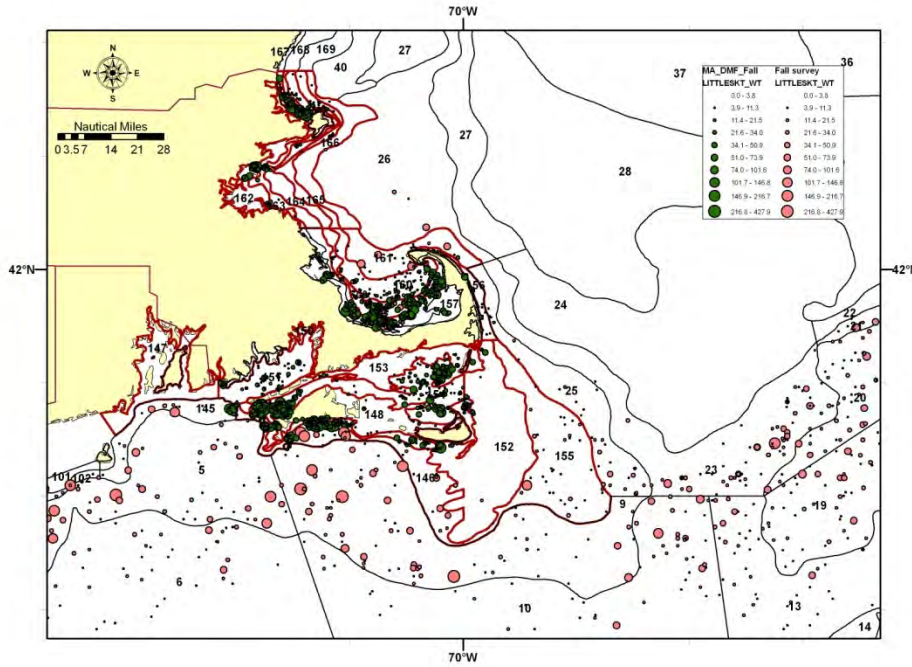 70°W
N
W E
S
Nautical Miles
0 3.5 7 14 21 28
167 168 169
27
40
37
36
MA_DMF_Fall Fall survey
LITTLESKT_WT LITTLESKT_WT
0.0 - 3.8 0.0 - 3.8
3.9 - 11.3 3.9 - 11.3
11.4 - 21.5 11.4 - 21.5
21.6 - 34.0 21.6 - 34.0
34.1 - 50.9 34.1 - 50.9
51.0 - 73.9 51.0 - 73.9
74.0 - 101.6 74.0 - 101.6
101.7 - 146.8 101.7 - 146.8
146.9 - 216.7 146.9 - 216.7
216.8 - 427.9 216.8 - 427.9
166
27
26
28
162
164 165
161
42°N
42°N
160
157
24
22
21
147
151
153
25
20
145
148
152
155
5
146
23
101 102
9
19
6
10
13
14
70°W